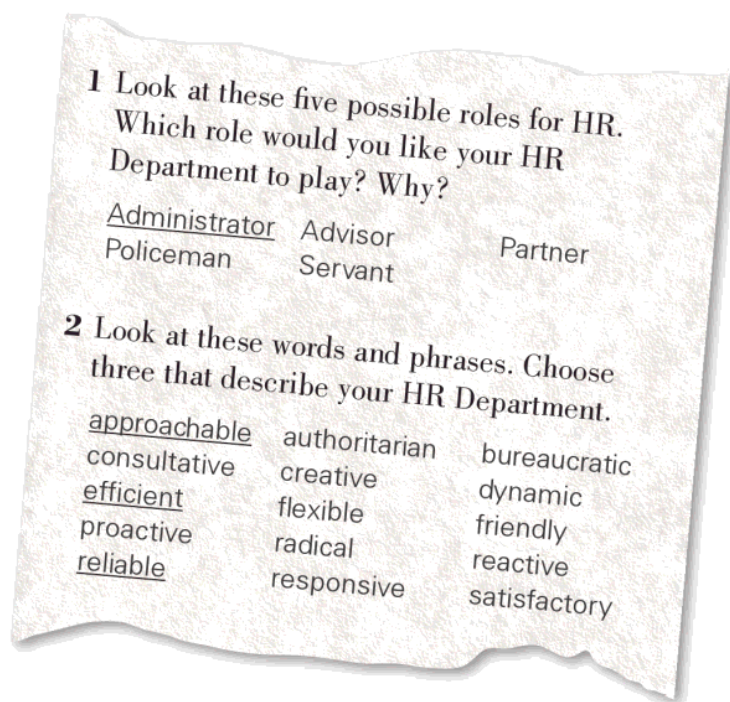 1 Look at these five possible roles for HR.
Which role would you like your HR
Department to play? Why?
Administrator Advisor Partner
Policeman Servant
2 Look at these words and phrases. Choose
three that describe your HR Department.
approachable authoritarian bureaucratic
consultative creative dynamic
efficient flexible friendly
proactive radical reactive
reliable responsive satisfactory